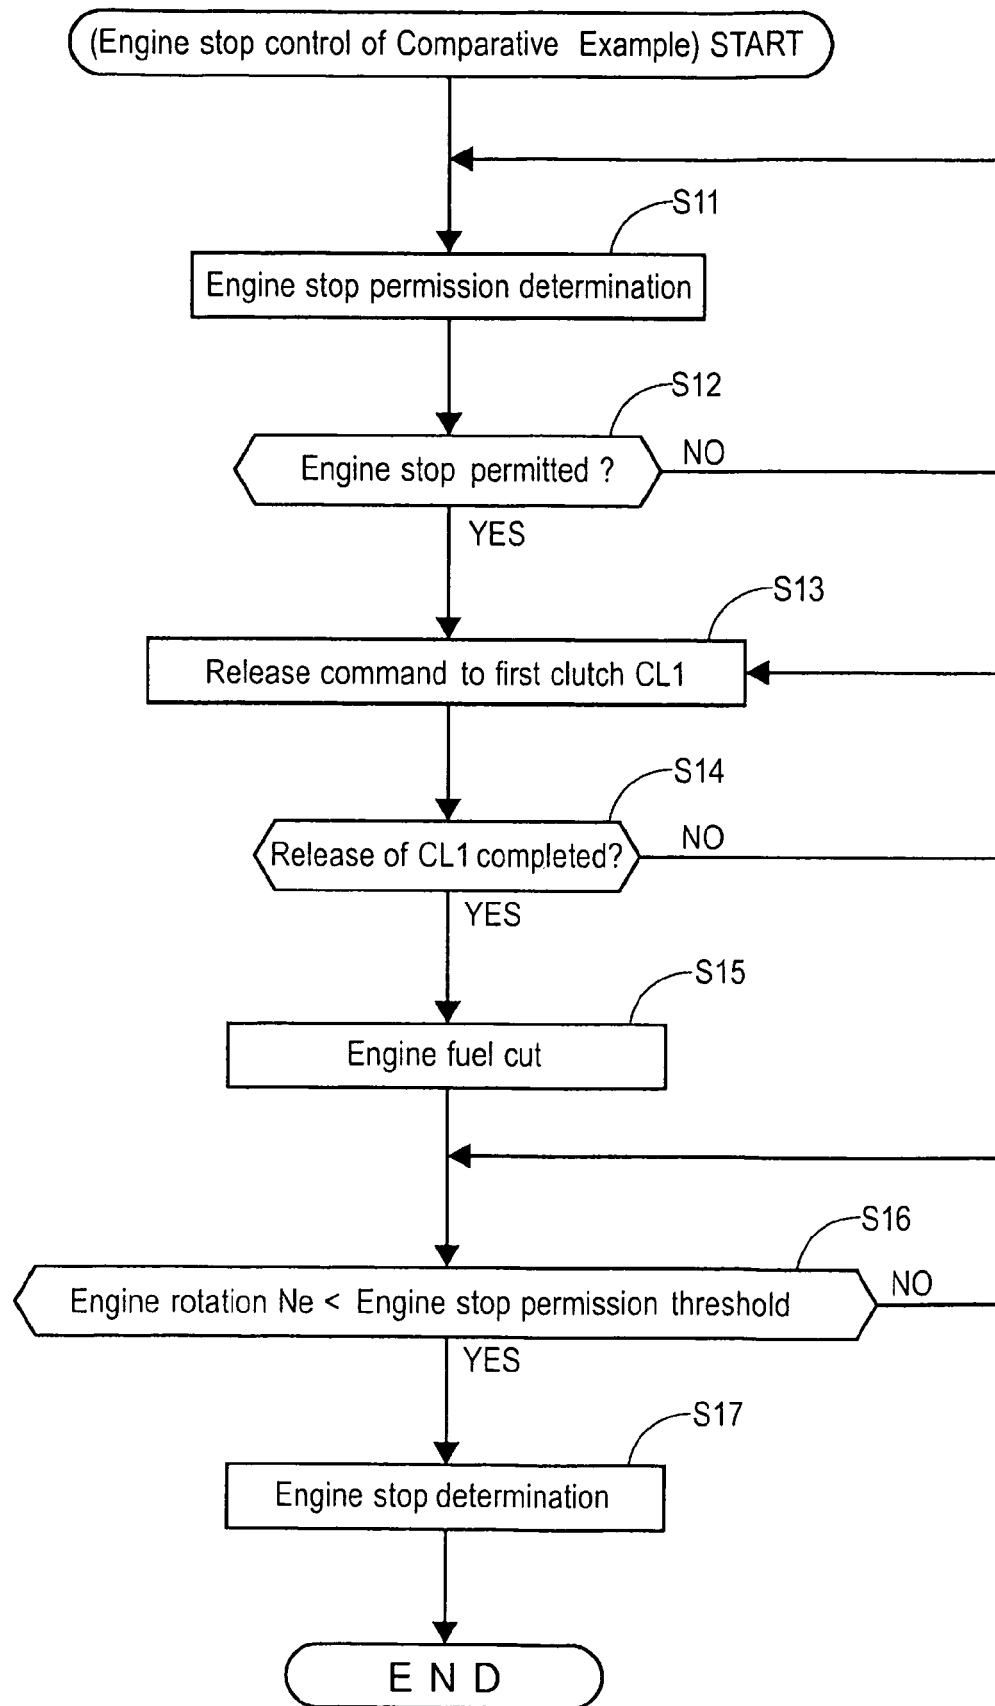 (Engine stop control of Comparative Example) START
S11
Engine stop permission determination
S12
Engine stop permitted ?
NO
YES
S13
Release command to first clutch CL1
S14
Release of CL1 completed?
NO
YES
S15
Engine fuel cut
S16
Engine rotation Ne < Engine stop permission threshold
NO
YES
S17
Engine stop determination
END